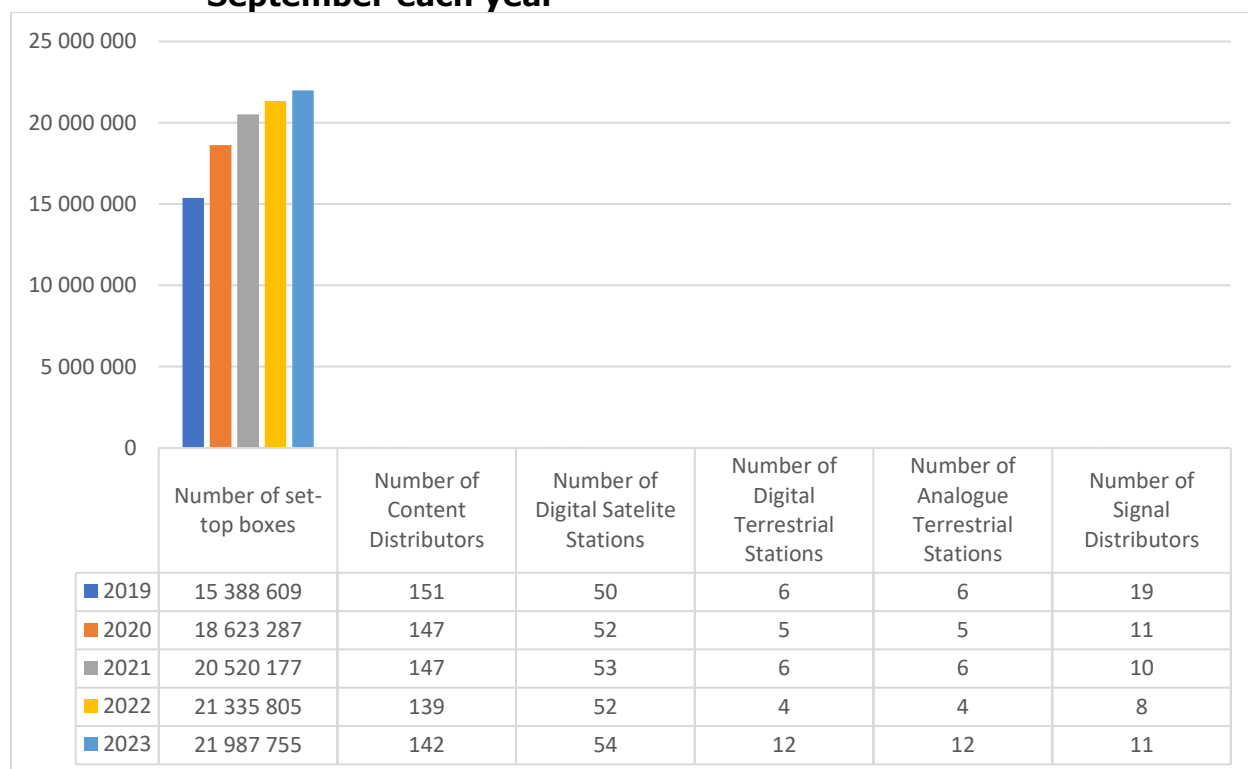 September each year
25 000 000
20 000 000
15 000 000
10 000 000
5 000 000
0
Number of set-
top boxes
Number of
Content
Distributors
Number of
Digital Satelite
Stations
Number of
Digital
Terrestrial
Stations
Number of
Analogue
Terrestrial
Stations
Number of
Signal
Distributors
2019 15 388 609 151 50 6 6 19
2020 18 623 287 147 52 5 5 11
2021 20 520 177 147 53 6 6 10
2022 21 335 805 139 52 4 4 8
2023 21 987 755 142 54 12 12 11